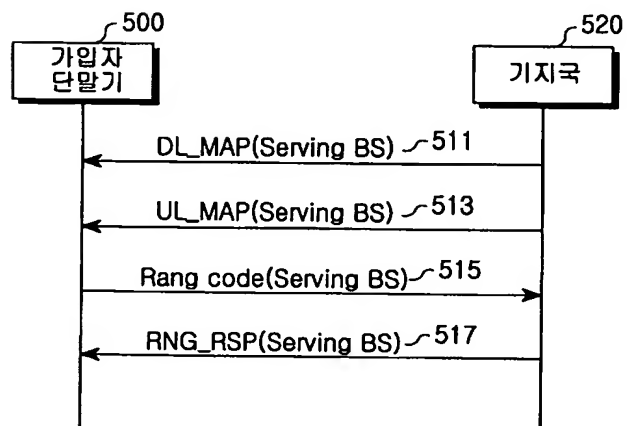 500
520
가입자
단말기
기지국
DL_MAP(Serving BS) 511
UL_MAP(Serving BS) 513
Rang code(Serving BS) 515
RNG_RSP(Serving BS) 517